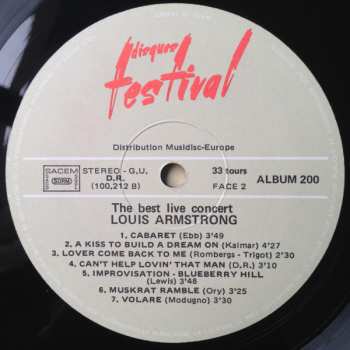 disques
festival
Distribution Musidisc-Europe
SACEM
SDRM
STEREO - G.U.
D.R.
(100,212 B)
33 tours
FACE 2
ALBUM 200
The best live concert
LOUIS ARMSTRONG
1. CABARET (Ebb) 3'49
2. A KISS TO BUILD A DREAM ON (Kalmar) 4'27
3. LOVER COME BACK TO ME (Rombergs - Trigot) 3'30
4. CAN'T HELP LOVIN' THAT MAN (D.R.) 3'10
5. IMPROVISATION - BLUEBERRY HILL
(Lewis) 3'48
6. MUSKRAT RAMBLE (Ory) 3'25
7. VOLARE (Modugno) 2'30